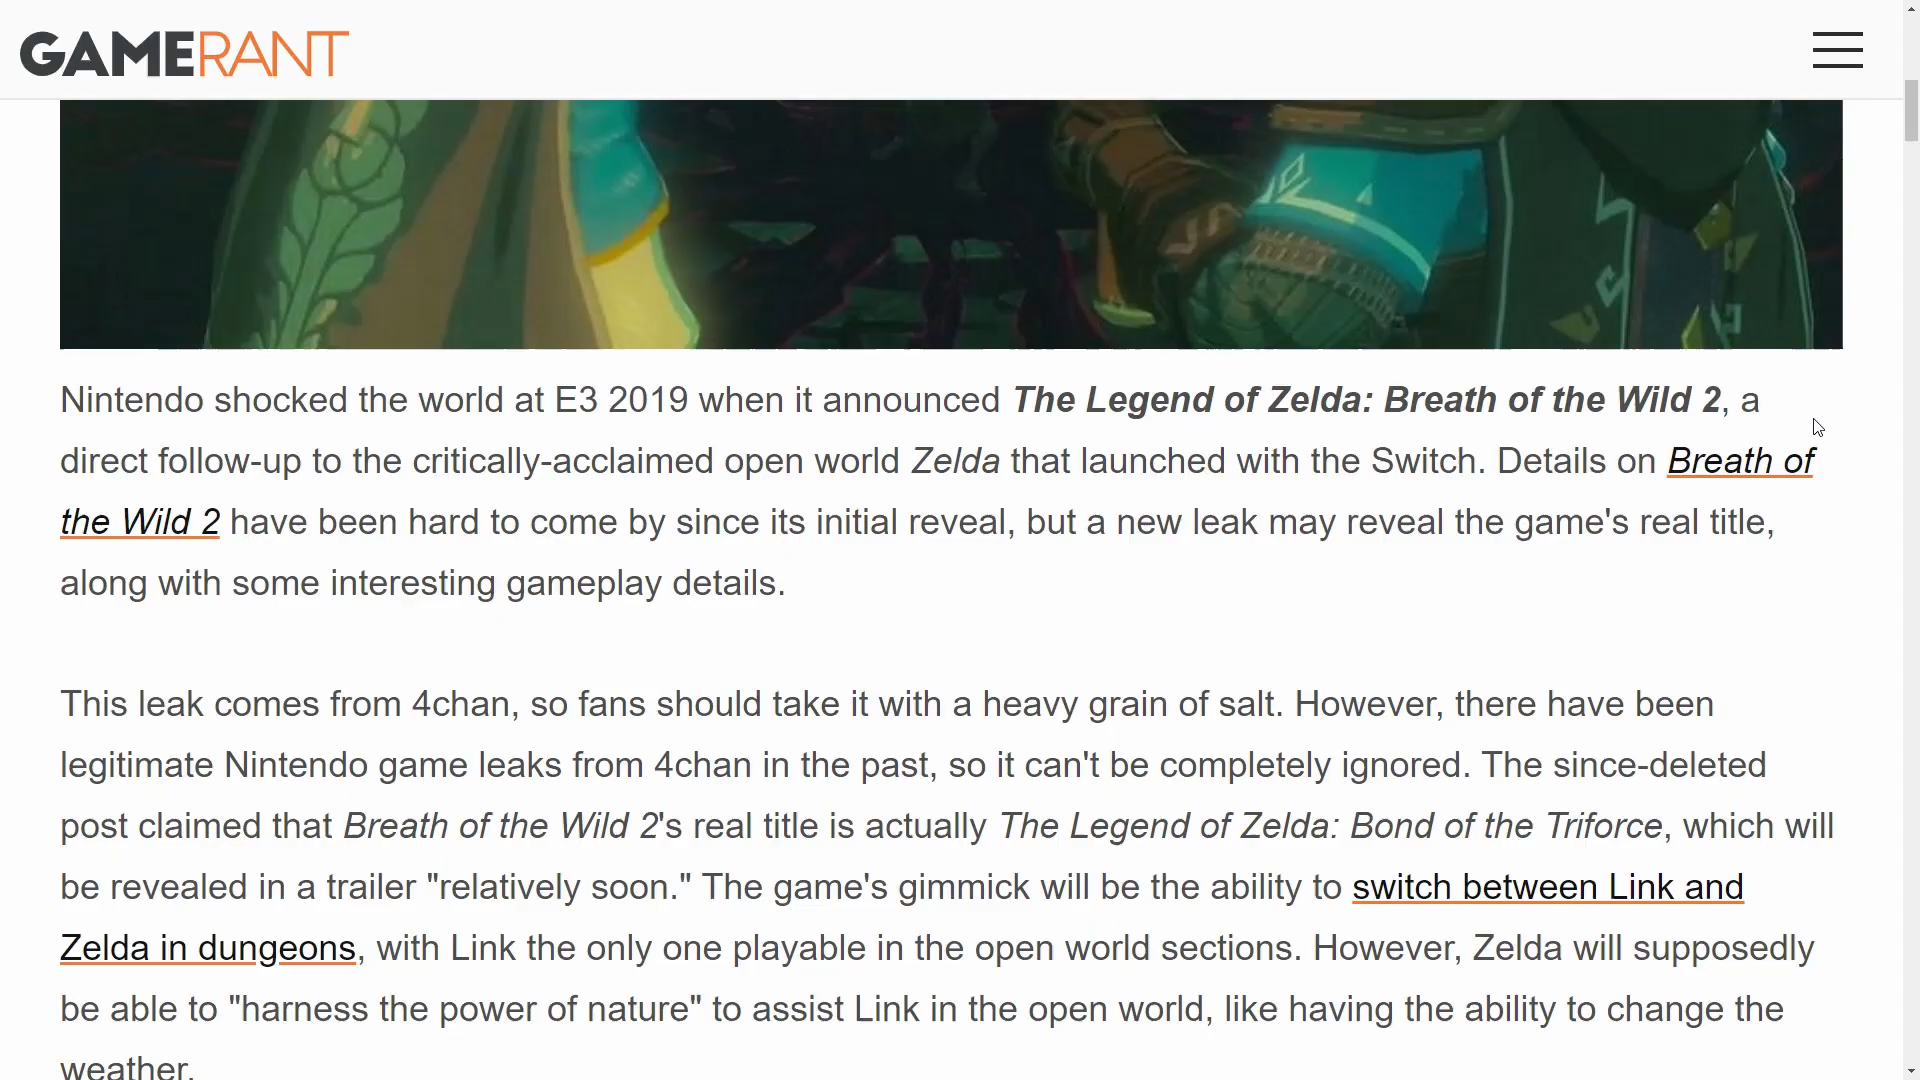 GAMERANT
Nintendo shocked the world at E3 2019 when it announced The Legend of Zelda: Breath of the Wild 2, a
direct follow-up to the critically-acclaimed open world Zelda that launched with the Switch. Details on Breath of
the Wild 2 have been hard to come by since its initial reveal, but a new leak may reveal the game's real title,
along with some interesting gameplay details.
This leak comes from 4chan, so fans should take it with a heavy grain of salt. However, there have been
legitimate Nintendo game leaks from 4chan in the past, so it can't be completely ignored. The since-deleted
post claimed that Breath of the Wild 2's real title is actually The Legend of Zelda: Bond of the Triforce, which will
be revealed in a trailer "relatively soon." The game's gimmick will be the ability to switch between Link and
Zelda in dungeons, with Link the only one playable in the open world sections. However, Zelda will supposedly
be able to "harness the power of nature" to assist Link in the open world, like having the ability to change the
weather.